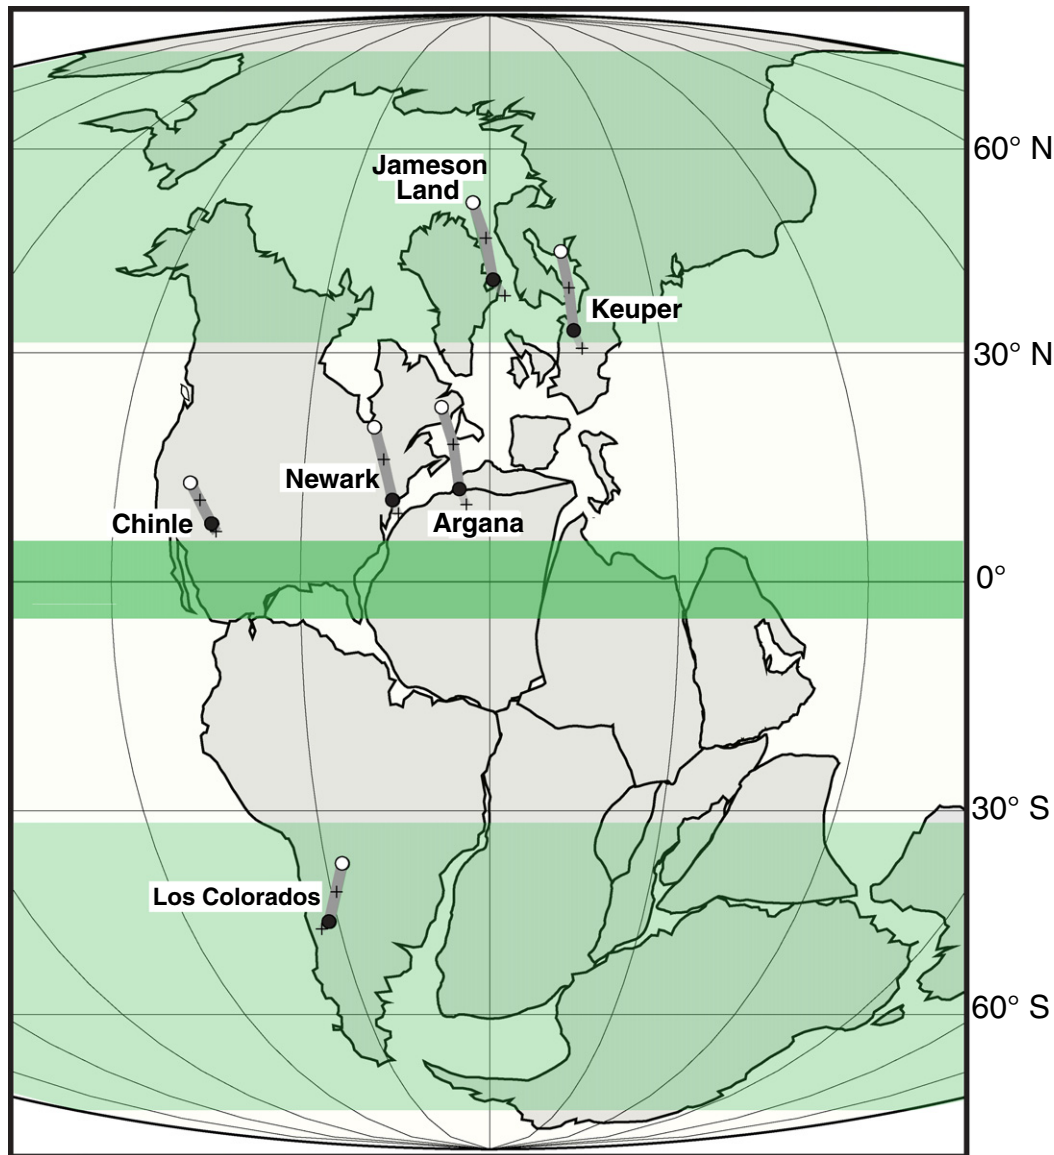 60° N
Jameson
Land
Keuper
30° N
Newark
Chinle
Argana
0°
30° S
Los Colorados
60° S